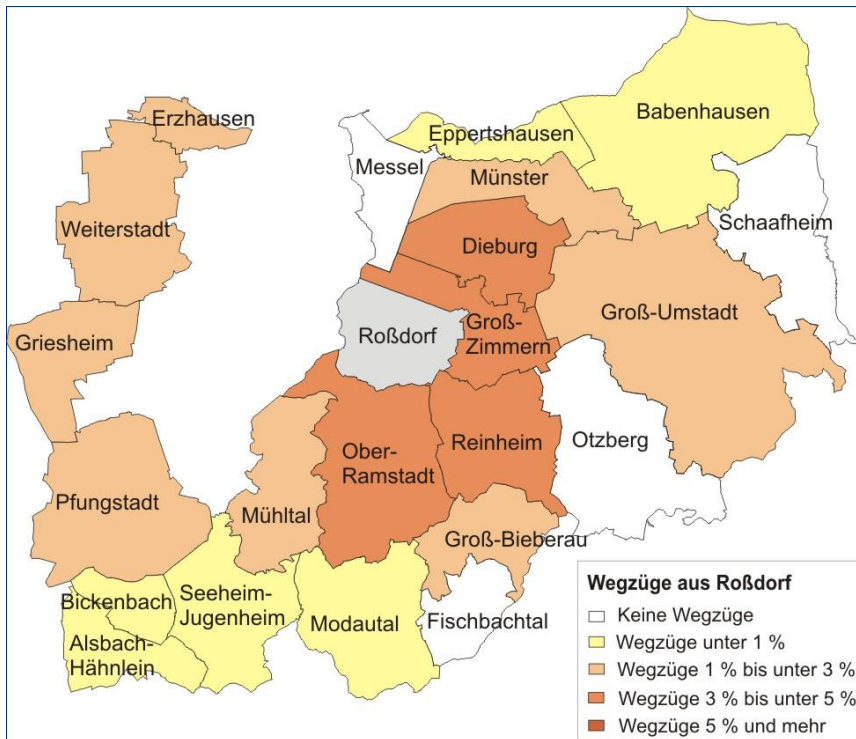 Erzhausen
Babenhausen
Eppertshausen
Messel
Münster
Schaafheim
Weiterstadt
Dieburg
Groß-Umstadt
Griesheim
Roßdorf
Groß-
Zimmern
Otzberg
Reinheim
Ober-
Ramstadt
Pfungstadt
Mühltal
Groß-Bieberau
Bickenbach
Seeheim-
Jugenheim
Modautal
Fischbachtal
Alsbach-
Hähnlein
Wegzüge aus Roßdorf
Keine Wegzüge
Wegzüge unter 1 %
Wegzüge 1 % bis unter 3 %
Wegzüge 3 % bis unter 5 %
Wegzüge 5 % und mehr